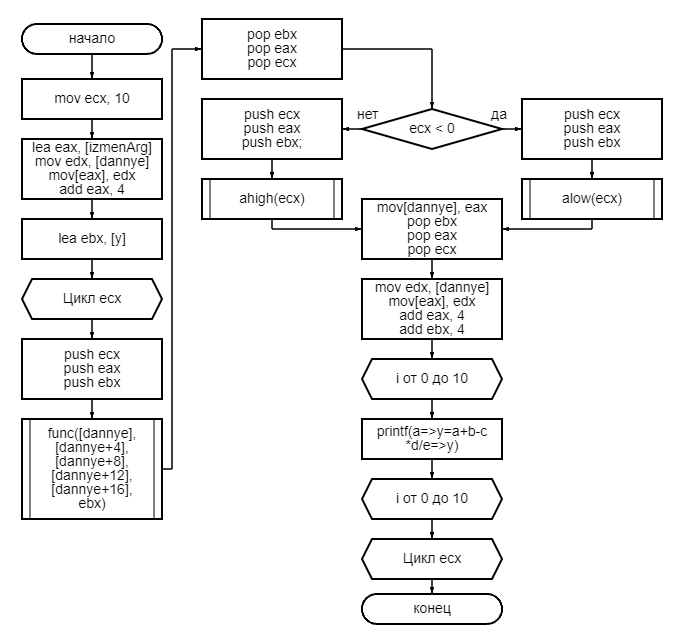 начало
mov ecx, 10
lea eax, [izmenArg]
mov edx, [dannye]
mov[eax], edx
add eax, 4
lea ebx, [y]
Цикл ecx
push ecx
push eax
push ebx
func([dannye],
[dannye+4],
[dannye+8],
[dannye+12],
[dannye+16],
ebx)
pop ebx
pop eax
pop ecx
ecx < 0
нет
да
push ecx
push eax
push ebx;
ahigh(ecx)
push ecx
push eax
push ebx
alow(ecx)
mov[dannye], eax
pop ebx
pop eax
pop ecx
mov edx, [dannye]
mov[eax], edx
add eax, 4
add ebx, 4
i от 0 до 10
printf(a=>y=a+b-c
*d/e=>y)
i от 0 до 10
Цикл ecx
конец